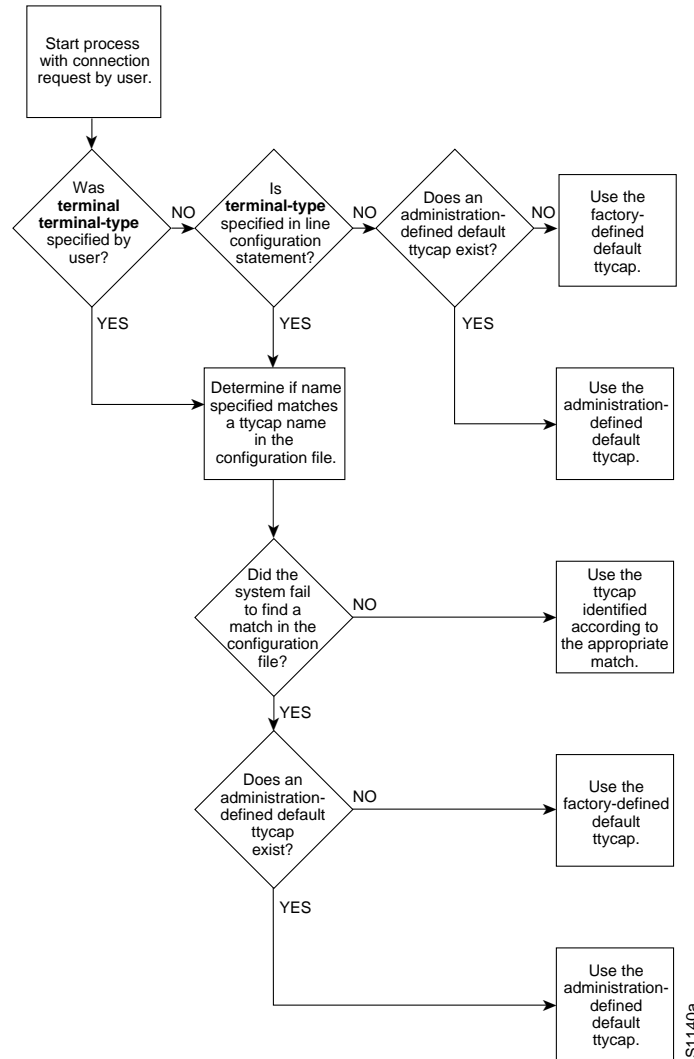 Start process
with connection
request by user.
Was
terminal
terminal-type
specified by
user?
NO
Is
terminal-type
specified in line
configuration
statement?
NO
Does an
administration-
defined default
ttycap exist?
NO
Use the
factory-
defined
default
ttycap.
YES
YES
YES
Determine if name
specified matches
a ttycap name
in the
configuration file.
Use the
administration-
defined
default
ttycap.
Did the
system fail
to find a
match in the
configuration
file?
NO
Use the
ttycap
identified
according to
the appropriate
match.
YES
Does an
administration-
defined default
ttycap
exist?
NO
Use the
factory-defined
default
ttycap.
YES
Use the
administration-
defined
default
ttycap.
S1140a